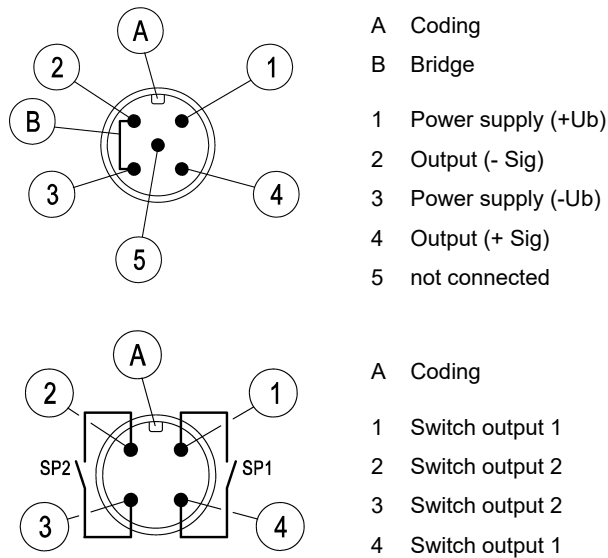 A
2
1
B
3
4
5
A Coding
B Bridge
1 Power supply (+Ub)
2 Output (- Sig)
3 Power supply (-Ub)
4 Output (+ Sig)
5 not connected
A
2
1
SP2
SP1
3
4
A Coding
1 Switch output 1
2 Switch output 2
3 Switch output 2
4 Switch output 1